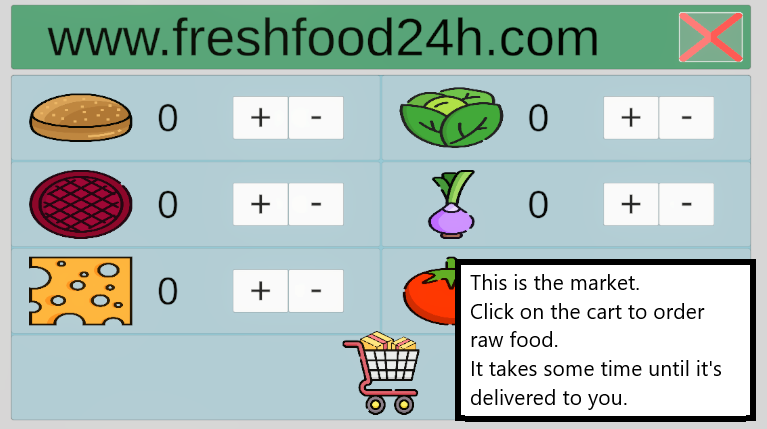 www.freshfood24h.com
0 + - 0 + -
0 + - 0 + -
0 + -
This is the market.
Click on the cart to order
raw food.
It takes some time until it's
delivered to you.